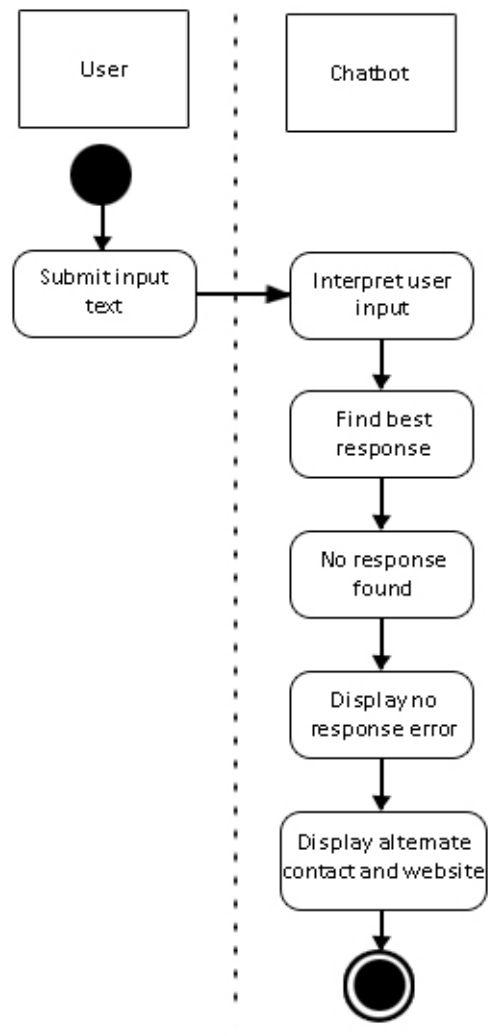 User
Chatbot
Submit input
text
Interpret user
input
Find best
response
No response
found
Display no
response error
Display alternate
contact and website